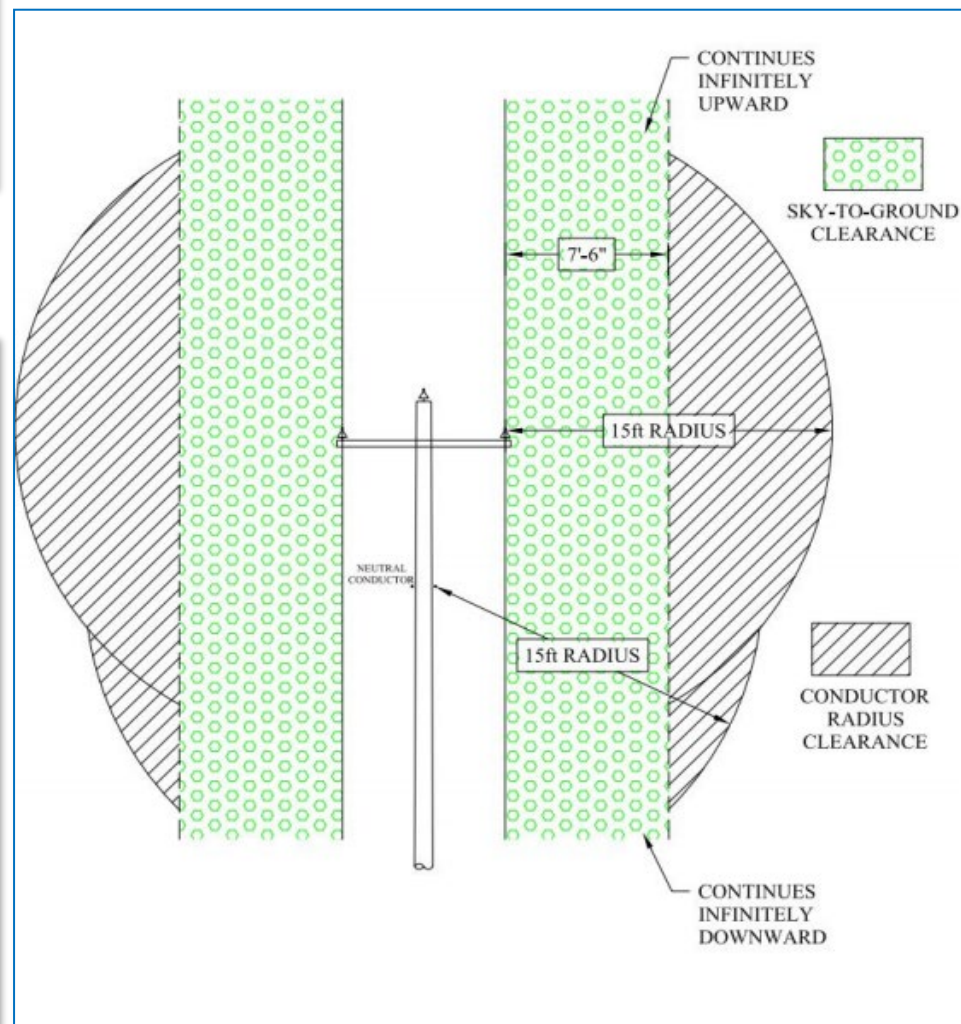 CONTINUES
INFINITELY
UPWARD
SKY-TO-GROUND
CLEARANCE
7'-6"
15ft RADIUS
NEUTRAL
CONDUCTOR
15ft RADIUS
CONDUCTOR
RADIUS
CLEARANCE
CONTINUES
INFINITELY
DOWNWARD